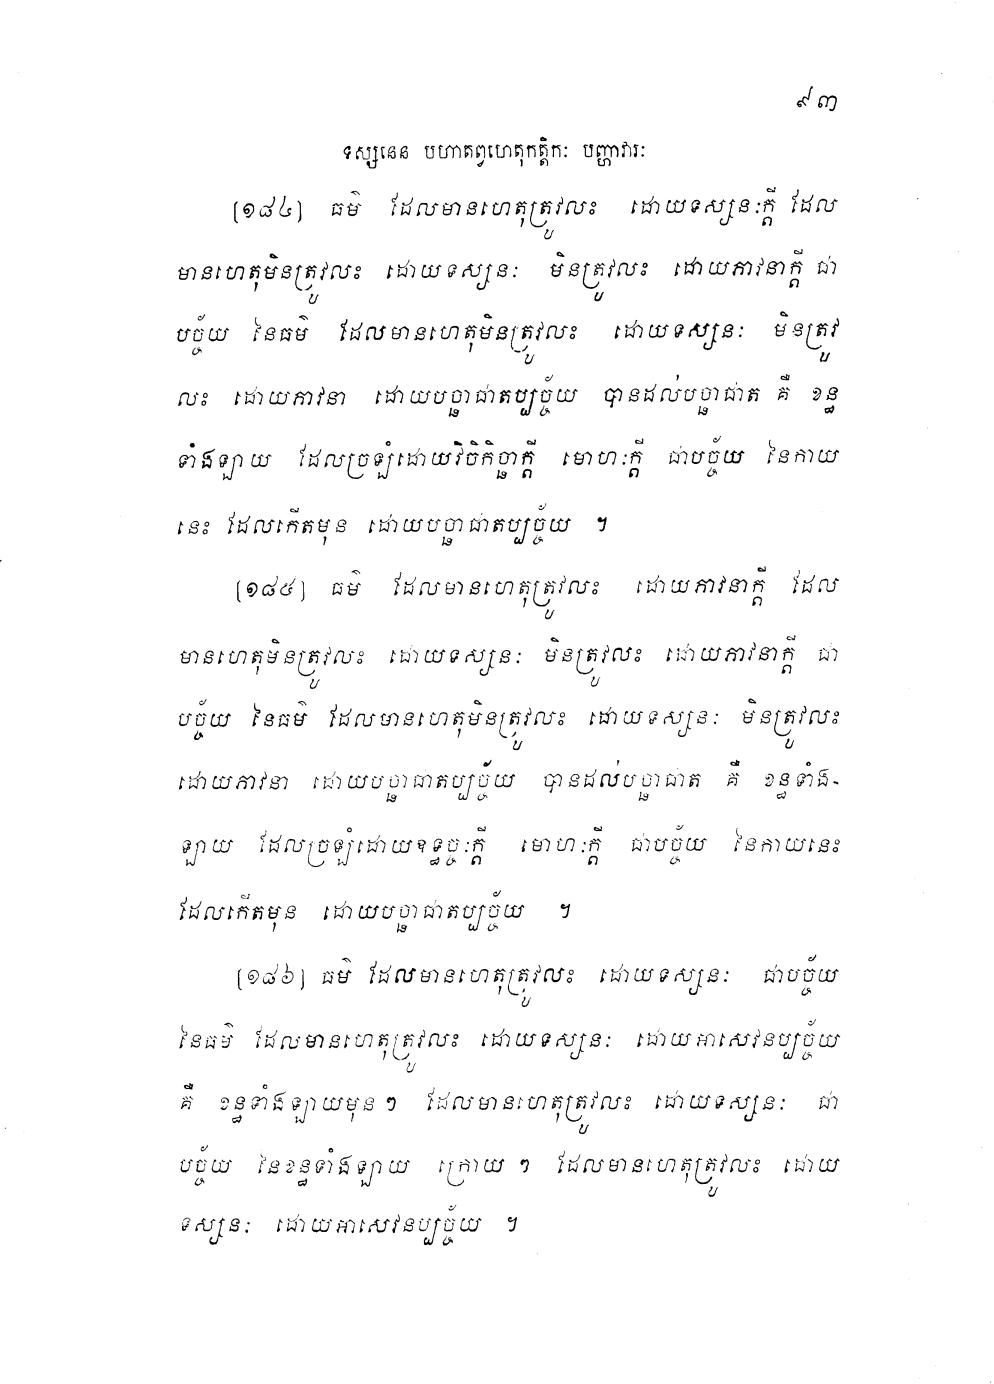 ៩៣
ទស្សនេន បហាតព្វហេតុកត្តិកៈ បញ្ហាវារៈ
[១៨៤] ធម៌ ដែលមានហេតុត្រូវលះ ដោយទស្សនៈក្តី ដែល
មានហេតុមិនត្រូវលះ ដោយទស្សនៈ មិនត្រូវលះ ដោយភាវនាក្តី ជា
បច្ច័យ នៃធម៌ ដែលមានហេតុមិនត្រូវលះ ដោយទស្សនៈ មិនត្រូវ
លះ ដោយភាវនា ដោយបច្ឆាជាតប្បច្ច័យ បានដល់បច្ឆាជាត គឺ ខន្ធ
ទាំងឡាយ ដែលច្រឡំដោយវិចិកិច្ឆាក្តី មោហៈក្តី ជាបច្ច័យ នៃកាយ
នេះ ដែលកើតមុន ដោយបច្ឆាជាតប្បច្ច័យ ។
[១៨៥] ធម៌ ដែលមានហេតុត្រូវលះ ដោយភាវនាក្តី ដែល
មានហេតុមិនត្រូវលះ ដោយទស្សនៈ មិនត្រូវលះ ដោយភាវនាក្តី ជា
បច្ច័យ នៃធម៌ ដែលមានហេតុមិនត្រូវលះ ដោយទស្សនៈ មិនត្រូវលះ
ដោយភាវនា ដោយបច្ឆាជាតប្បច្ច័យ បានដល់បច្ឆាជាត គឺ ខន្ធទាំង-
ឡាយ ដែលច្រឡំដោយឧទ្ធច្ចៈក្តី មោហៈក្តី ជាបច្ច័យ នៃកាយនេះ
ដែលកើតមុន ដោយបច្ឆាជាតប្បច្ច័យ ។
[១៨៦] ធម៌ ដែលមានហេតុត្រូវលះ ដោយទស្សនៈ ជាបច្ច័យ
នៃធម៌ ដែលមានហេតុត្រូវលះ ដោយទស្សនៈ ដោយអាសេវនប្បច្ច័យ
គឺ ខន្ធទាំងឡាយមុន ៗ ដែលមានហេតុត្រូវលះ ដោយទស្សនៈ ជា
បច្ច័យ នៃខន្ធទាំងឡាយ ក្រោយ ៗ ដែលមានហេតុត្រូវលះ ដោយ
ទស្សនៈ ដោយអាសេវនប្បច្ច័យ ។